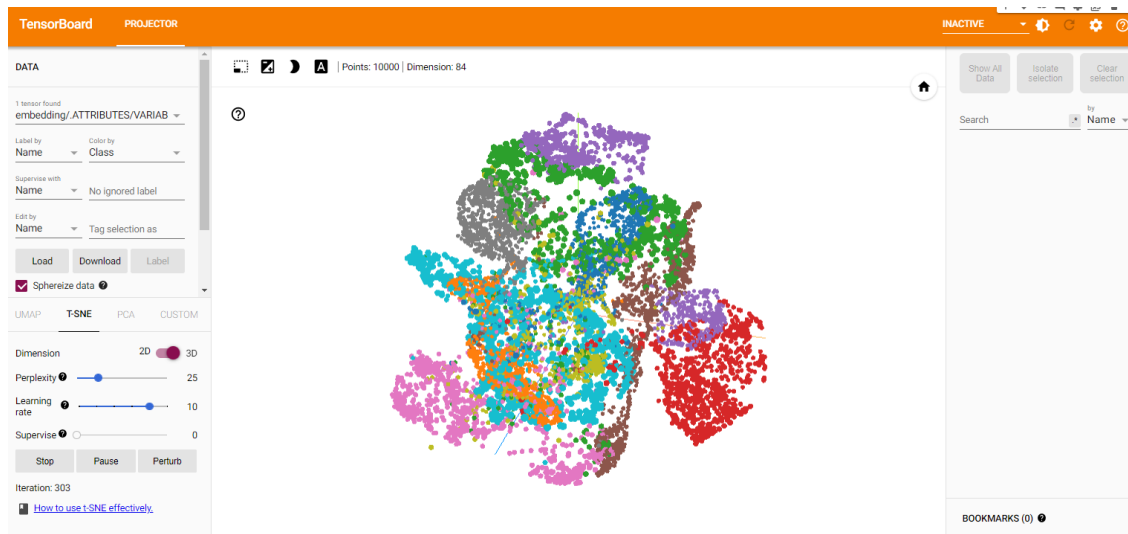 TensorBoard PROJECTOR INACTIVE
DATA
1 tensor found
embedding/.ATTRIBUTES/VARIAB
Label by Color by
Name Class
Supervise with
Name No ignored label
Edit by
Name Tag selection as
Load Download Label
Sphereize data
UMAP T-SNE PCA CUSTOM
Dimension 2D 3D
Perplexity 25
Learning
rate 10
Supervise 0
Stop Pause Perturb
Iteration: 303
How to use t-SNE effectively.
A | Points: 10000 | Dimension: 84
Show All
Data
Isolate
selection
Clear
selection
Search .* by
Name
BOOKMARKS (0)